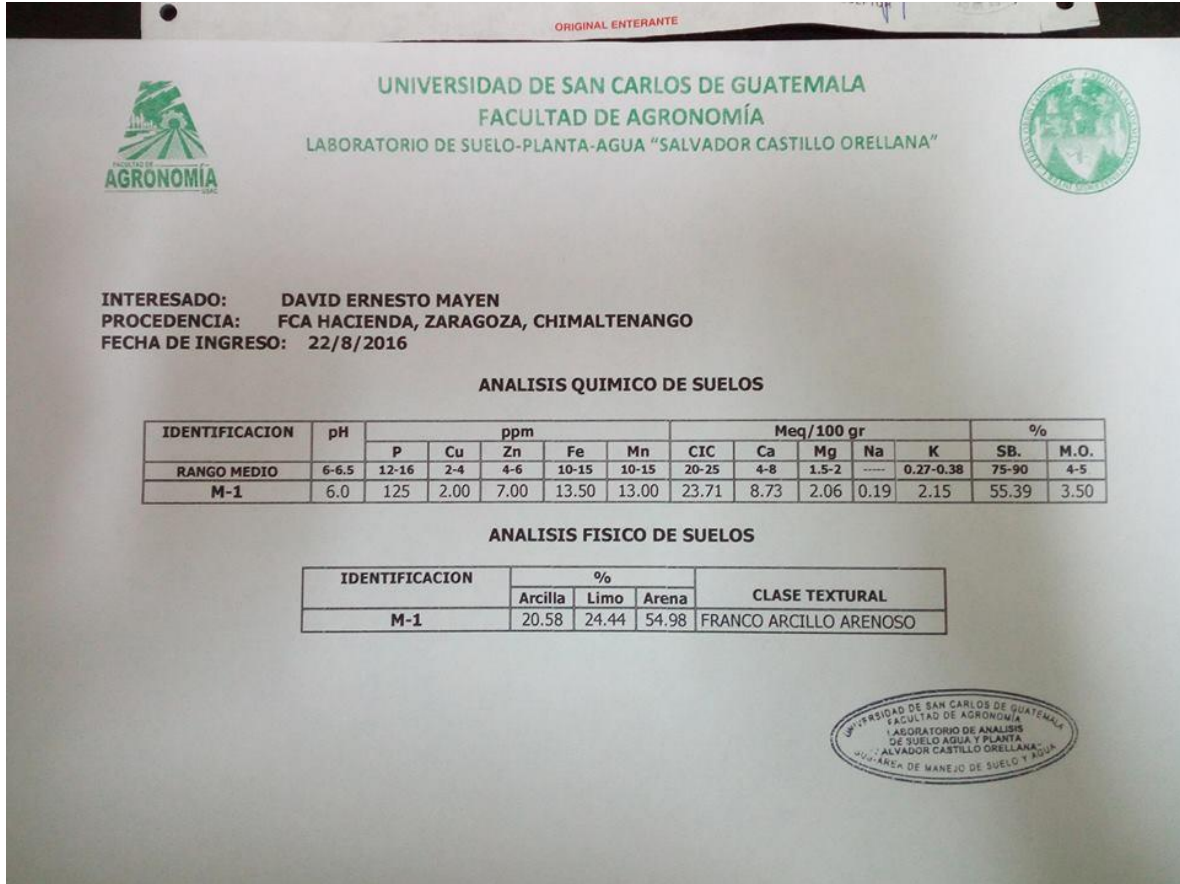 ORIGINAL ENTERANTE
UNIVERSIDAD DE SAN CARLOS DE GUATEMALA
FACULTAD DE AGRONOMÍA
LABORATORIO DE SUELO-PLANTA-AGUA "SALVADOR CASTILLO ORELLANA"
FACULTAD DE
AGRONOMÍA
USAC
INTERESADO: DAVID ERNESTO MAYEN
PROCEDENCIA: FCA HACIENDA, ZARAGOZA, CHIMALTENANGO
FECHA DE INGRESO: 22/8/2016
ANALISIS QUIMICO DE SUELOS
IDENTIFICACION pH ppm Meq/100 gr %
P Cu Zn Fe Mn CIC Ca Mg Na K SB. M.O.
RANGO MEDIO 6-6.5 12-16 2-4 4-6 10-15 10-15 20-25 4-8 1.5-2 ----- 0.27-0.38 75-90 4-5
M-1 6.0 125 2.00 7.00 13.50 13.00 23.71 8.73 2.06 0.19 2.15 55.39 3.50
ANALISIS FISICO DE SUELOS
IDENTIFICACION %
Arcilla Limo Arena CLASE TEXTURAL
M-1 20.58 24.44 54.98 FRANCO ARCILLO ARENOSO
UNIVERSIDAD DE SAN CARLOS DE GUATEMALA
FACULTAD DE AGRONOMÍA
LABORATORIO DE ANALISIS
DE SUELO AGUA Y PLANTA
"SALVADOR CASTILLO ORELLANA"
SUB-AREA DE MANEJO DE SUELO Y AGUA